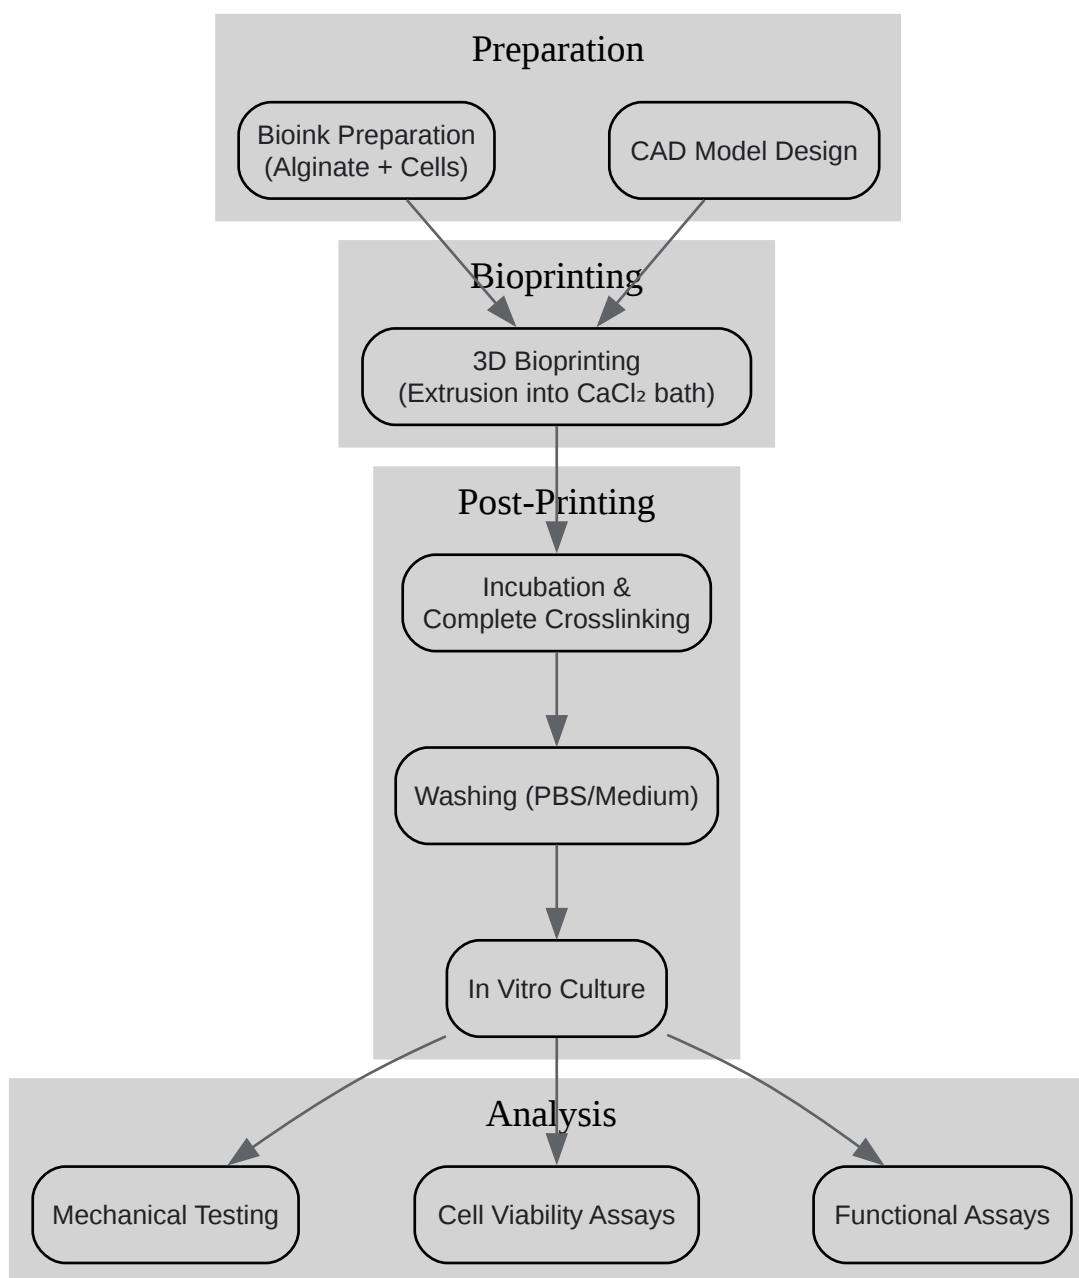 Preparation
Bioink Preparation
(Alginate + Cells)
CAD Model Design
Bioprinting
3D Bioprinting
(Extrusion into CaCl₂ bath)
Post-Printing
Incubation &
Complete Crosslinking
Washing (PBS/Medium)
In Vitro Culture
Analysis
Mechanical Testing
Cell Viability Assays
Functional Assays